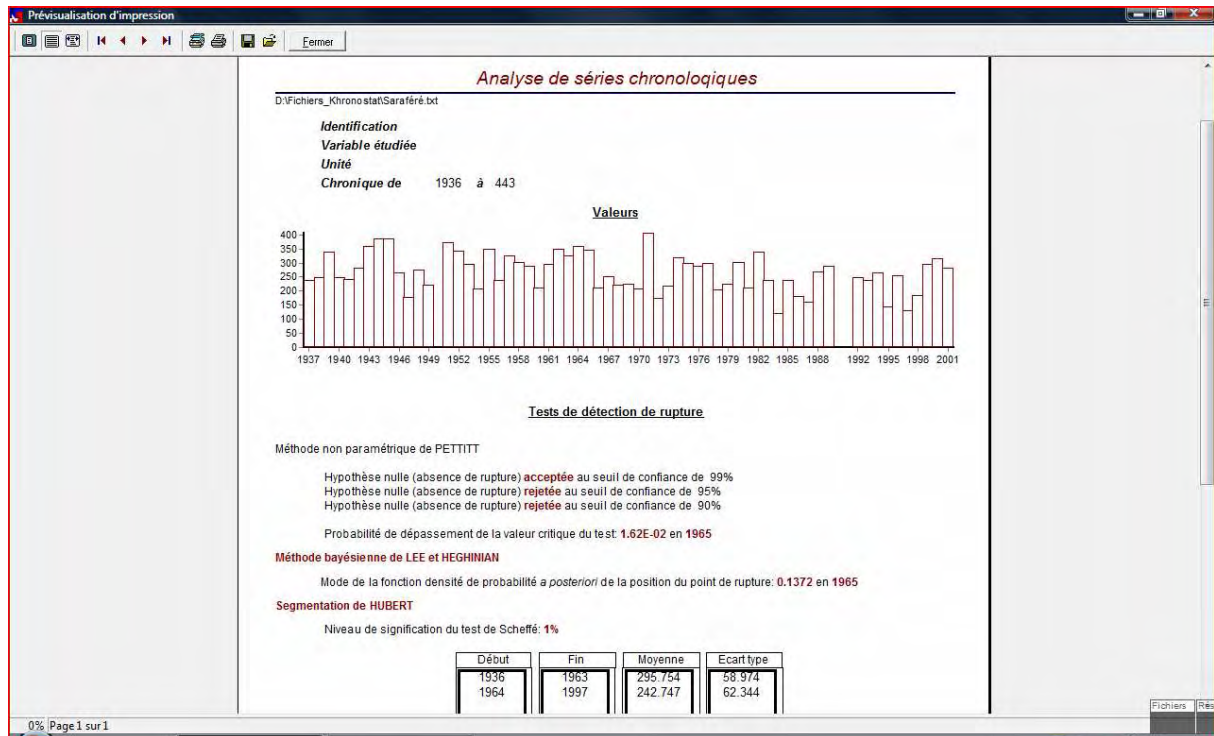 Prévisualisation d'impression
Fermer
Analyse de séries chronologiques
D:\Fichiers_Khronostat\Saraféré.txt
Identification
Variable étudiée
Unité
Chronique de 1936 à 443
Valeurs
400
350
300
250
200
150
100
50
0
1937 1940 1943 1946 1949 1952 1955 1958 1961 1964 1967 1970 1973 1976 1979 1982 1985 1988 1992 1995 1998 2001
Tests de détection de rupture
Méthode non paramétrique de PETTITT
Hypothèse nulle (absence de rupture) acceptée au seuil de confiance de 99%
Hypothèse nulle (absence de rupture) rejetée au seuil de confiance de 95%
Hypothèse nulle (absence de rupture) rejetée au seuil de confiance de 90%
Probabilité de dépassement de la valeur critique du test: 1.62E-02 en 1965
Méthode bayésienne de LEE et HEGHINIAN
Mode de la fonction densité de probabilité a posteriori de la position du point de rupture: 0.1372 en 1965
Segmentation de HUBERT
Niveau de signification du test de Scheffé: 1%
Début Fin Moyenne Ecart type
1936 1963 295.754 58.974
1964 1997 242.747 62.344
Fichiers Rés
0% Page 1 sur 1